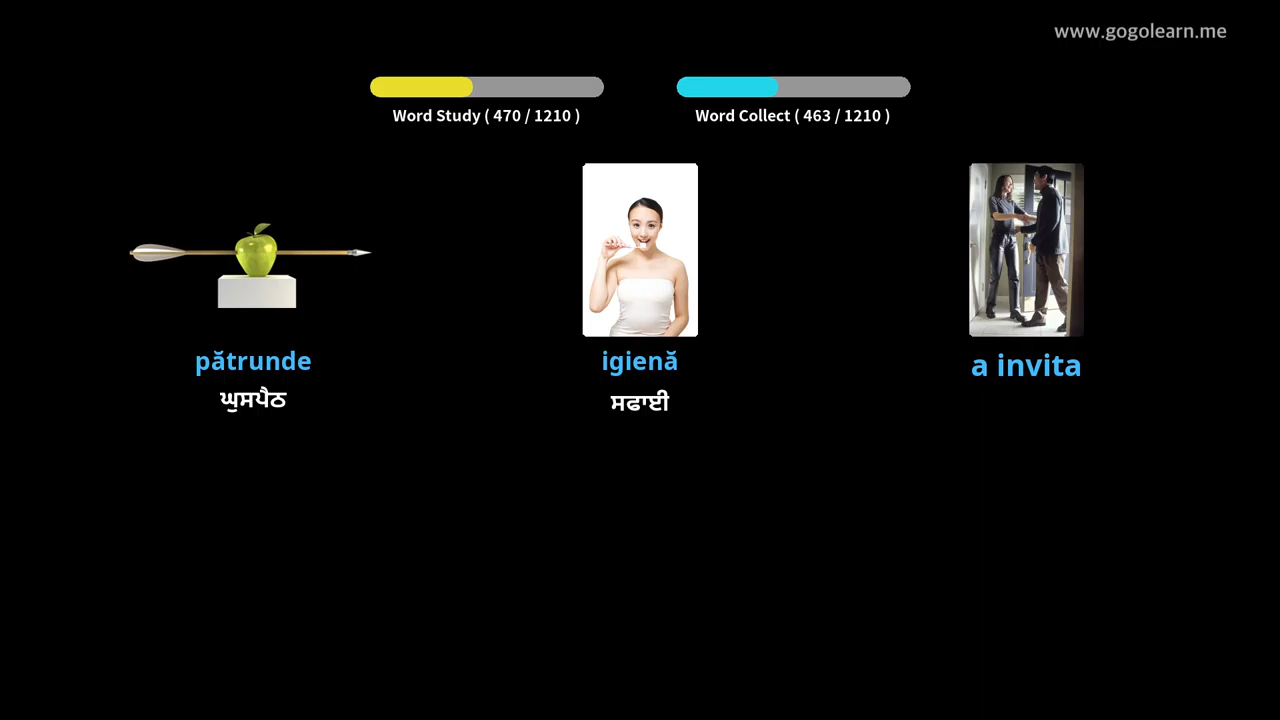 www.gogolearn.me
Word Study ( 470 / 1210 )
Word Collect ( 463 / 1210 )
pătrunde
ਘੁਸਪੈਠ
igienă
ਸਫਾਈ
a invita